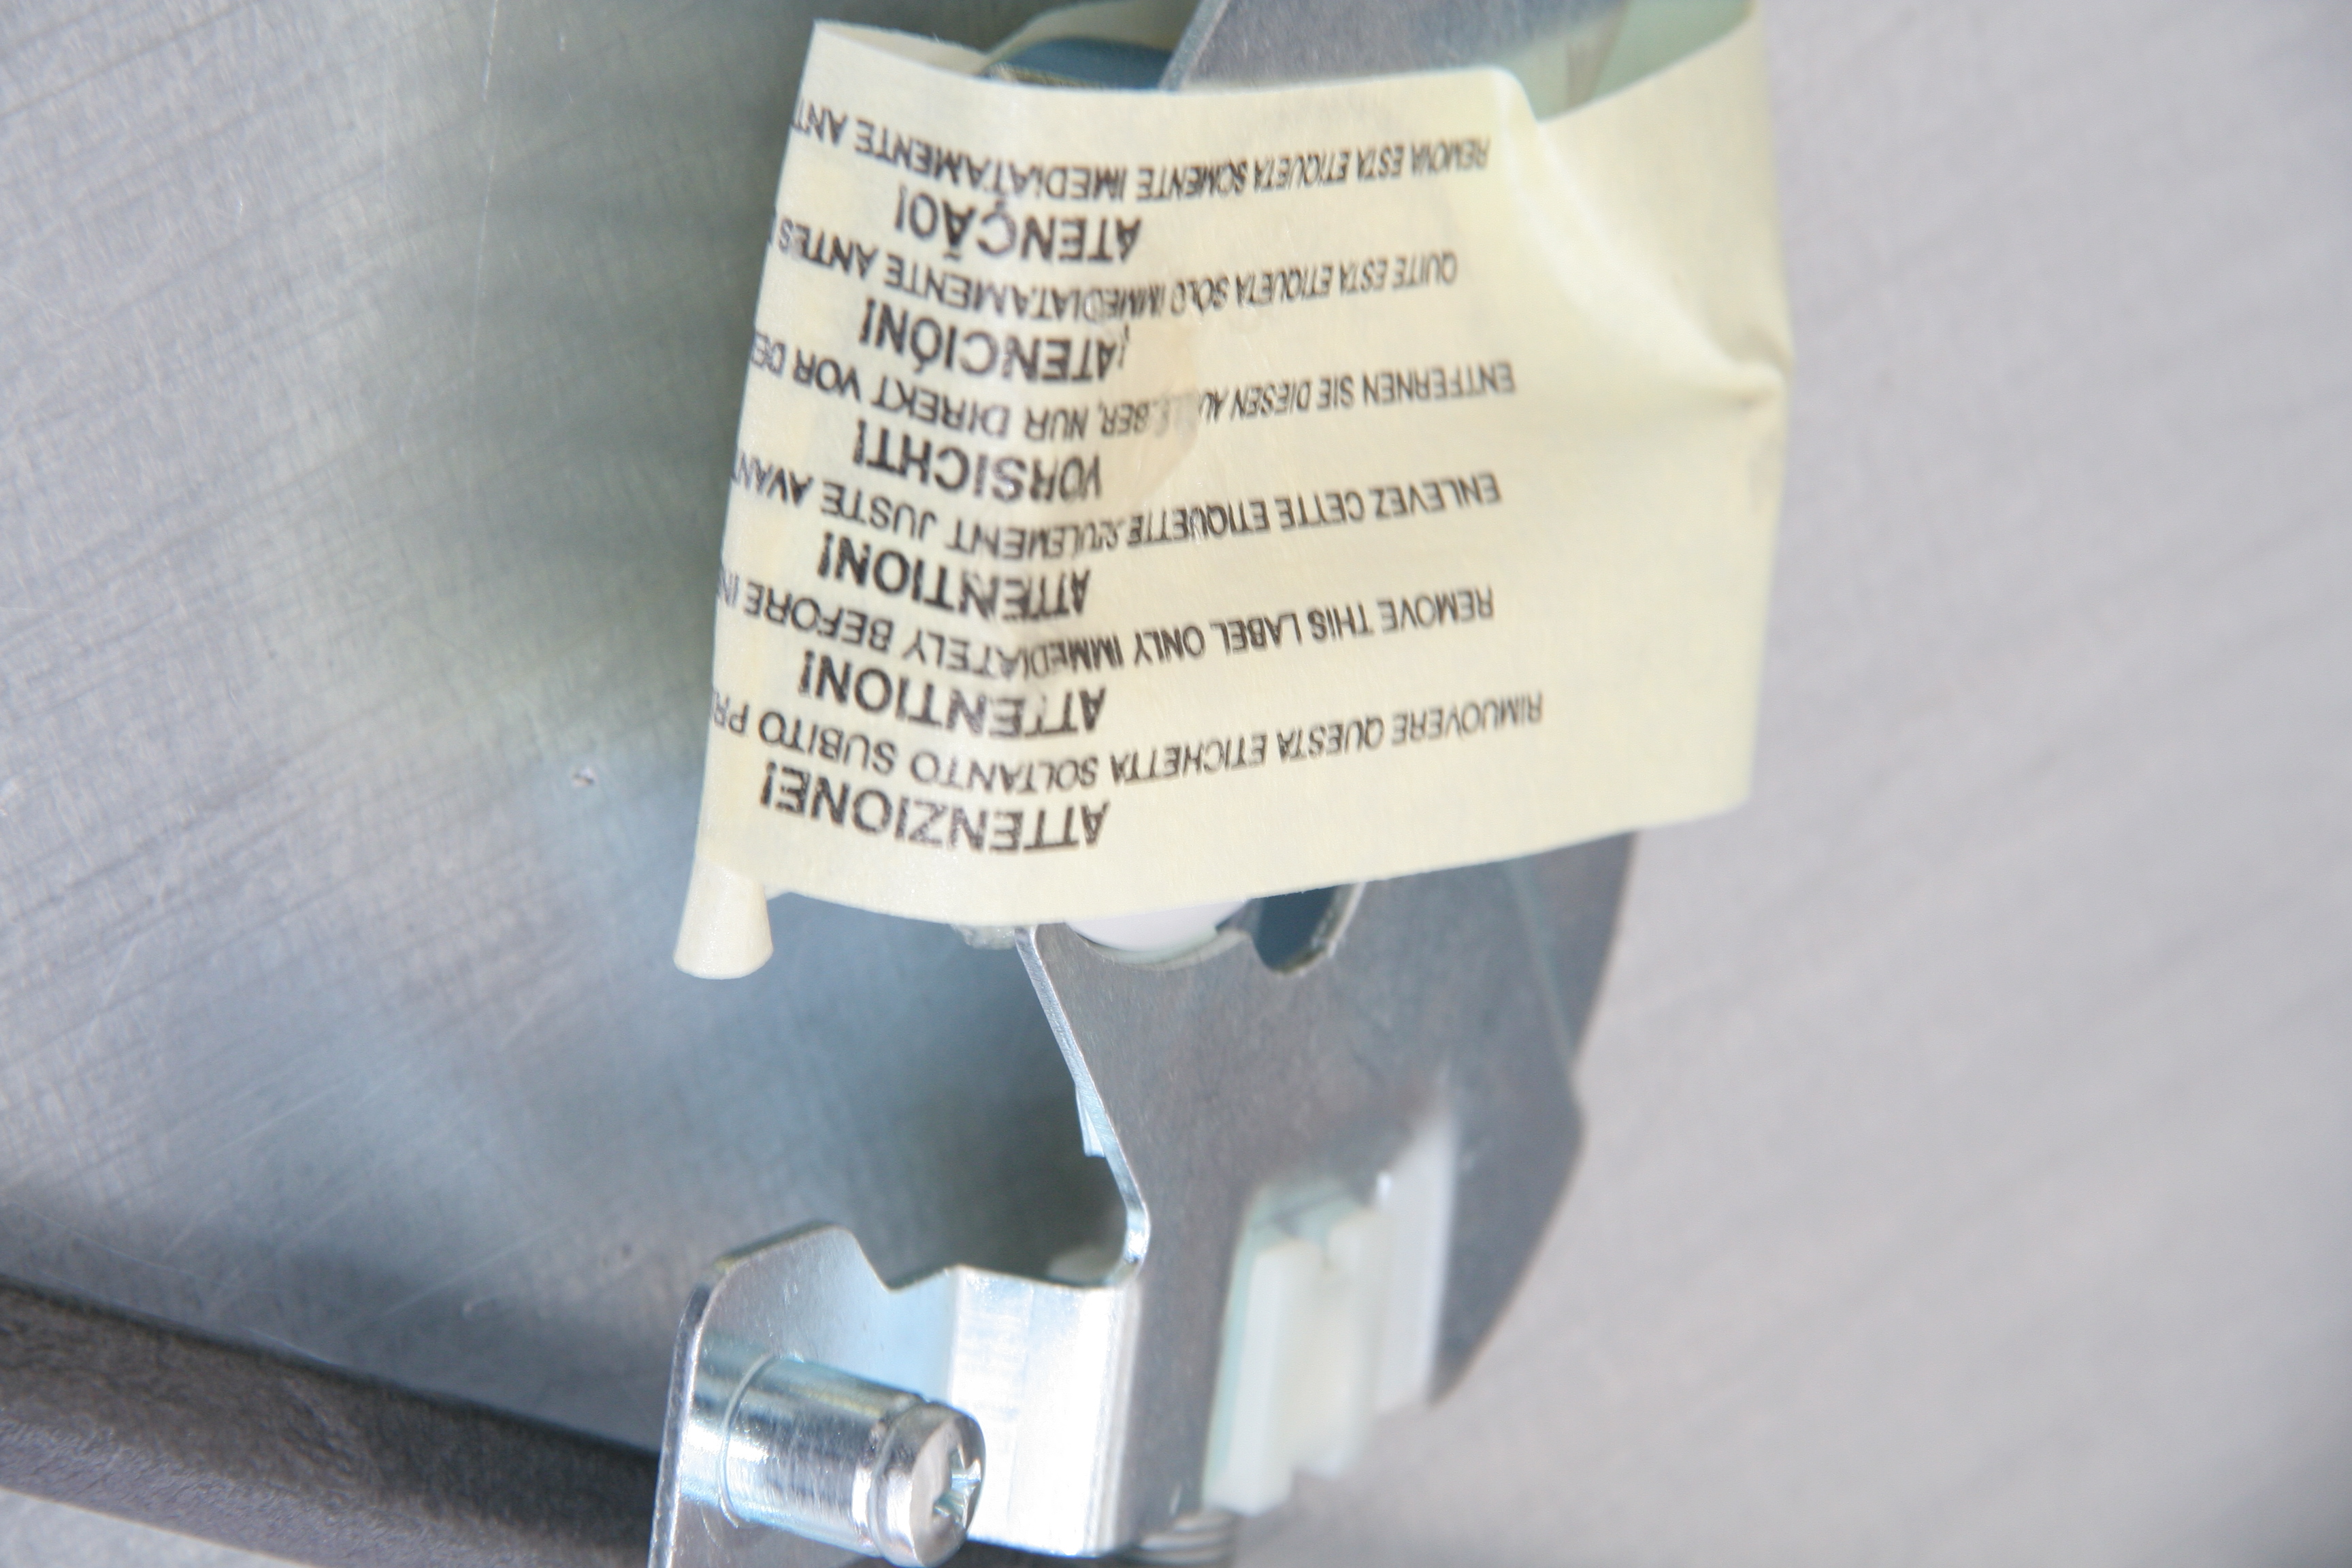 ATTENZIONE!
RIMUOVERE QUESTA ETICHETTA SOLTANTO SUBITO
ATTENTION!
REMOVE THIS LABEL ONLY IMMEDIATELY BEFORE
ATTENTION!
ENLEVEZ CETTE ETIQUETTE SEULEMENT JUSTE
VORSICHT!
ENTFERNEN SIE DIESEN NUR DIREKT VOR
¡ATENCIÓN!
QUITE ESTA ETIQUETA SÓLO IMMEDIATAMENTE ANTES
ATENÇÃO!
REMOVA ESTA ETIQUETA SOMENTE IMEDIATAMENTE